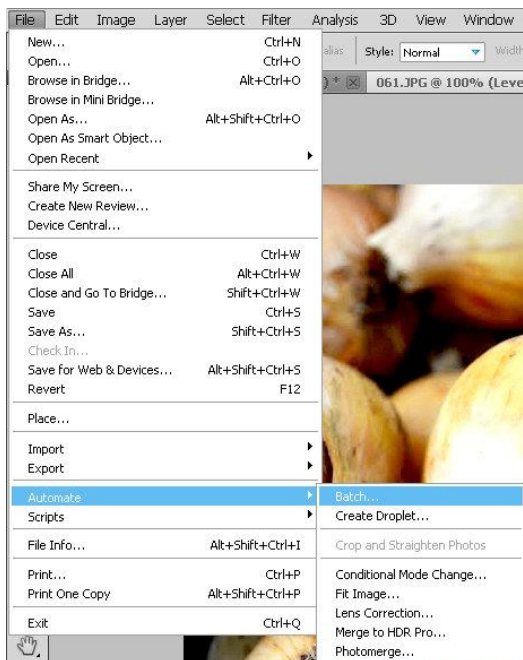 File Edit Image Layer Select Filter Analysis 3D View Window
New... Ctrl+N
Open... Ctrl+O
Browse in Bridge... Alt+Ctrl+O
Browse in Mini Bridge...
Open As... Alt+Shift+Ctrl+O
Open As Smart Object...
Open Recent
Share My Screen...
Create New Review...
Device Central...
Close Ctrl+W
Close All Alt+Ctrl+W
Close and Go To Bridge... Shift+Ctrl+W
Save Ctrl+S
Save As... Shift+Ctrl+S
Check In...
Save for Web & Devices... Alt+Shift+Ctrl+S
Revert F12
Place...
Import
Export
Automate
Scripts
File Info... Alt+Shift+Ctrl+I
Print... Ctrl+P
Print One Copy Alt+Shift+Ctrl+P
Exit Ctrl+Q
alias Style: Normal Width
)* 061.JPG @ 100% (Leve
Batch...
Create Droplet...
Crop and Straighten Photos
Conditional Mode Change...
Fit Image...
Lens Correction...
Merge to HDR Pro...
Photomerge...